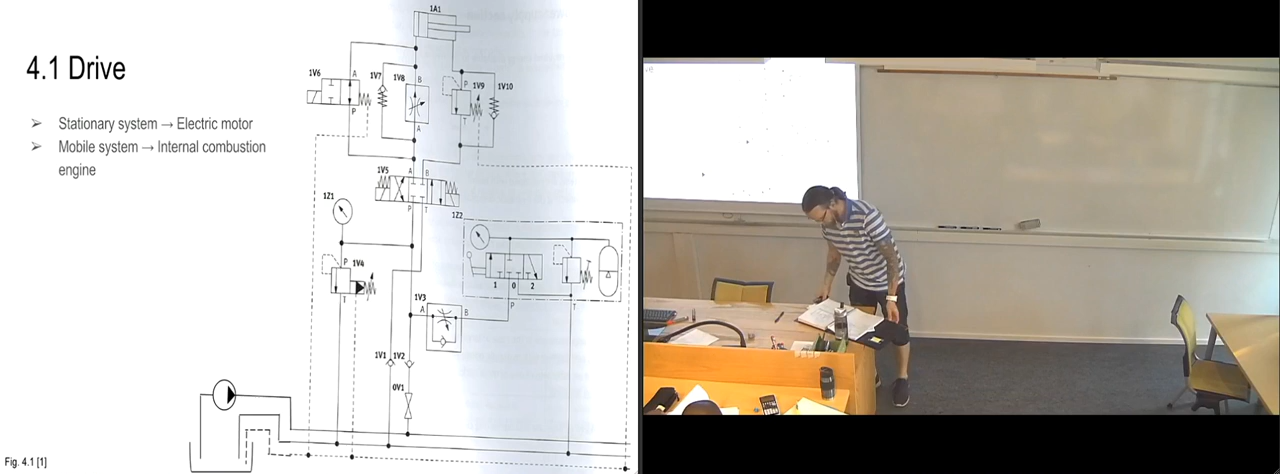 4.1 Drive
➢ Stationary system → Electric motor
➢ Mobile system → Internal combustion
engine
1A1
1V6
A
P
1V7
1V8
B
A
P
1V9
T
1V10
1V5
A
B
P
T
1Z1
1Z2
P
1V4
T
1V3
A
B
1
0
2
P
T
1V1
1V2
0V1
Fig. 4.1 [1]